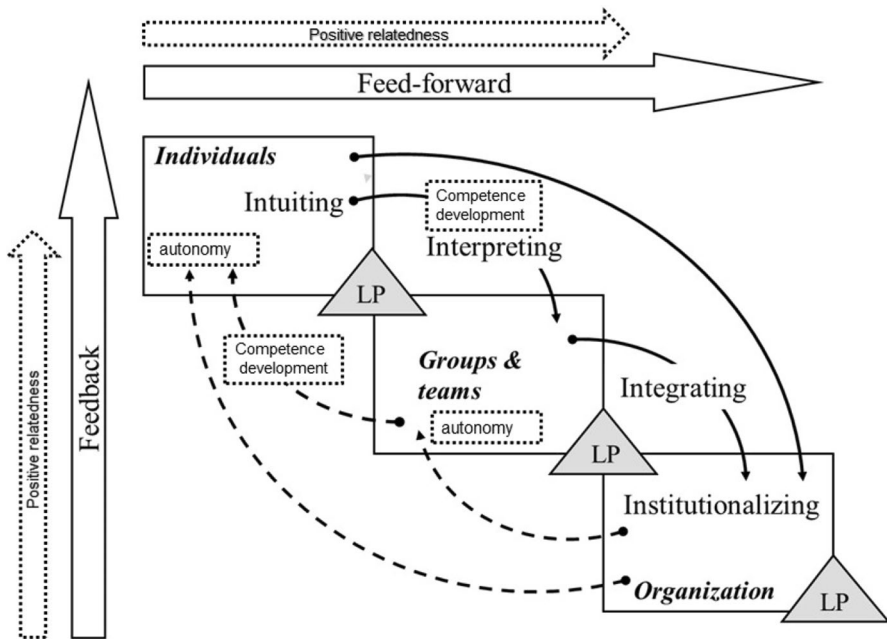 Positive relatedness
Feed-forward
Individuals
Intuiting
Competence
development
autonomy
Interpreting
LP
Competence
development
Groups &
teams
autonomy
Integrating
LP
Institutionalizing
Organization
LP
Feedback
Positive relatedness